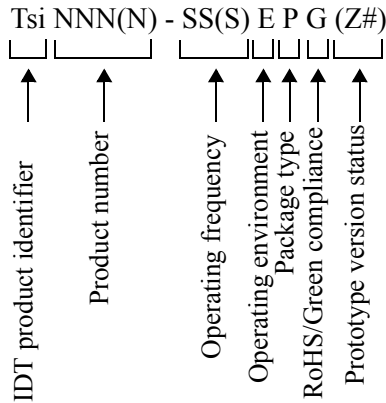 Tsi NNN(N) - SS(S) E P G (Z#)
IDT product identifier
Product number
Operating frequency
Operating environment
Package type
RoHS/Green compliance
Prototype version status